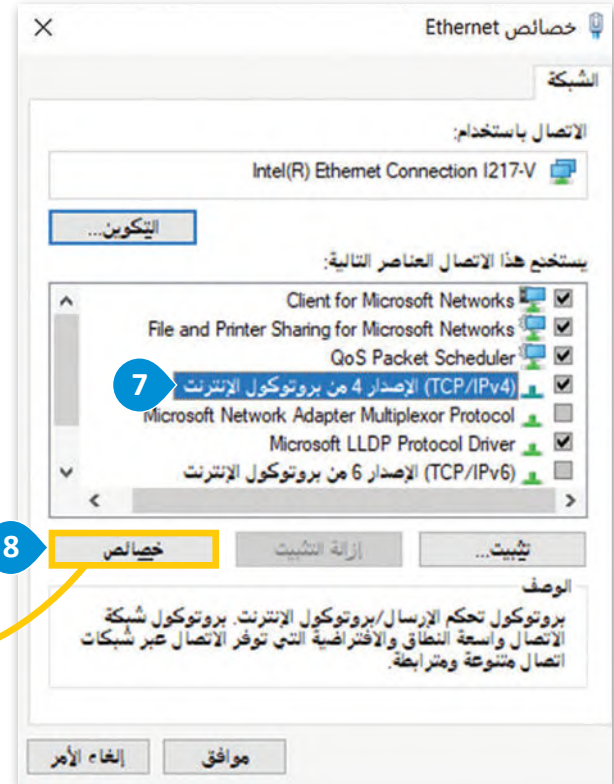 خصائص Ethernet
الشبكة
الاتصال باستخدام:
Intel(R) Ethernet Connection I217-V
التكوين...
يستخدم هذا الاتصال العناصر التالية:
Client for Microsoft Networks
File and Printer Sharing for Microsoft Networks
QoS Packet Scheduler
7
(TCP/IPv4) الإصدار 4 من بروتوكول الإنترنت
Microsoft Network Adapter Multiplexor Protocol
Microsoft LLDP Protocol Driver
(TCP/IPv6) الإصدار 6 من بروتوكول الإنترنت
تثبيت...
إزالة التثبيت
خصائص
8
الوصف
بروتوكول تحكم الإرسال/بروتوكول الإنترنت. بروتوكول شبكة
الاتصال واسعة النطاق والافتراضية التي توفر الاتصال عبر شبكات
اتصال متنوعة ومترابطة.
موافق
إلغاء الأمر